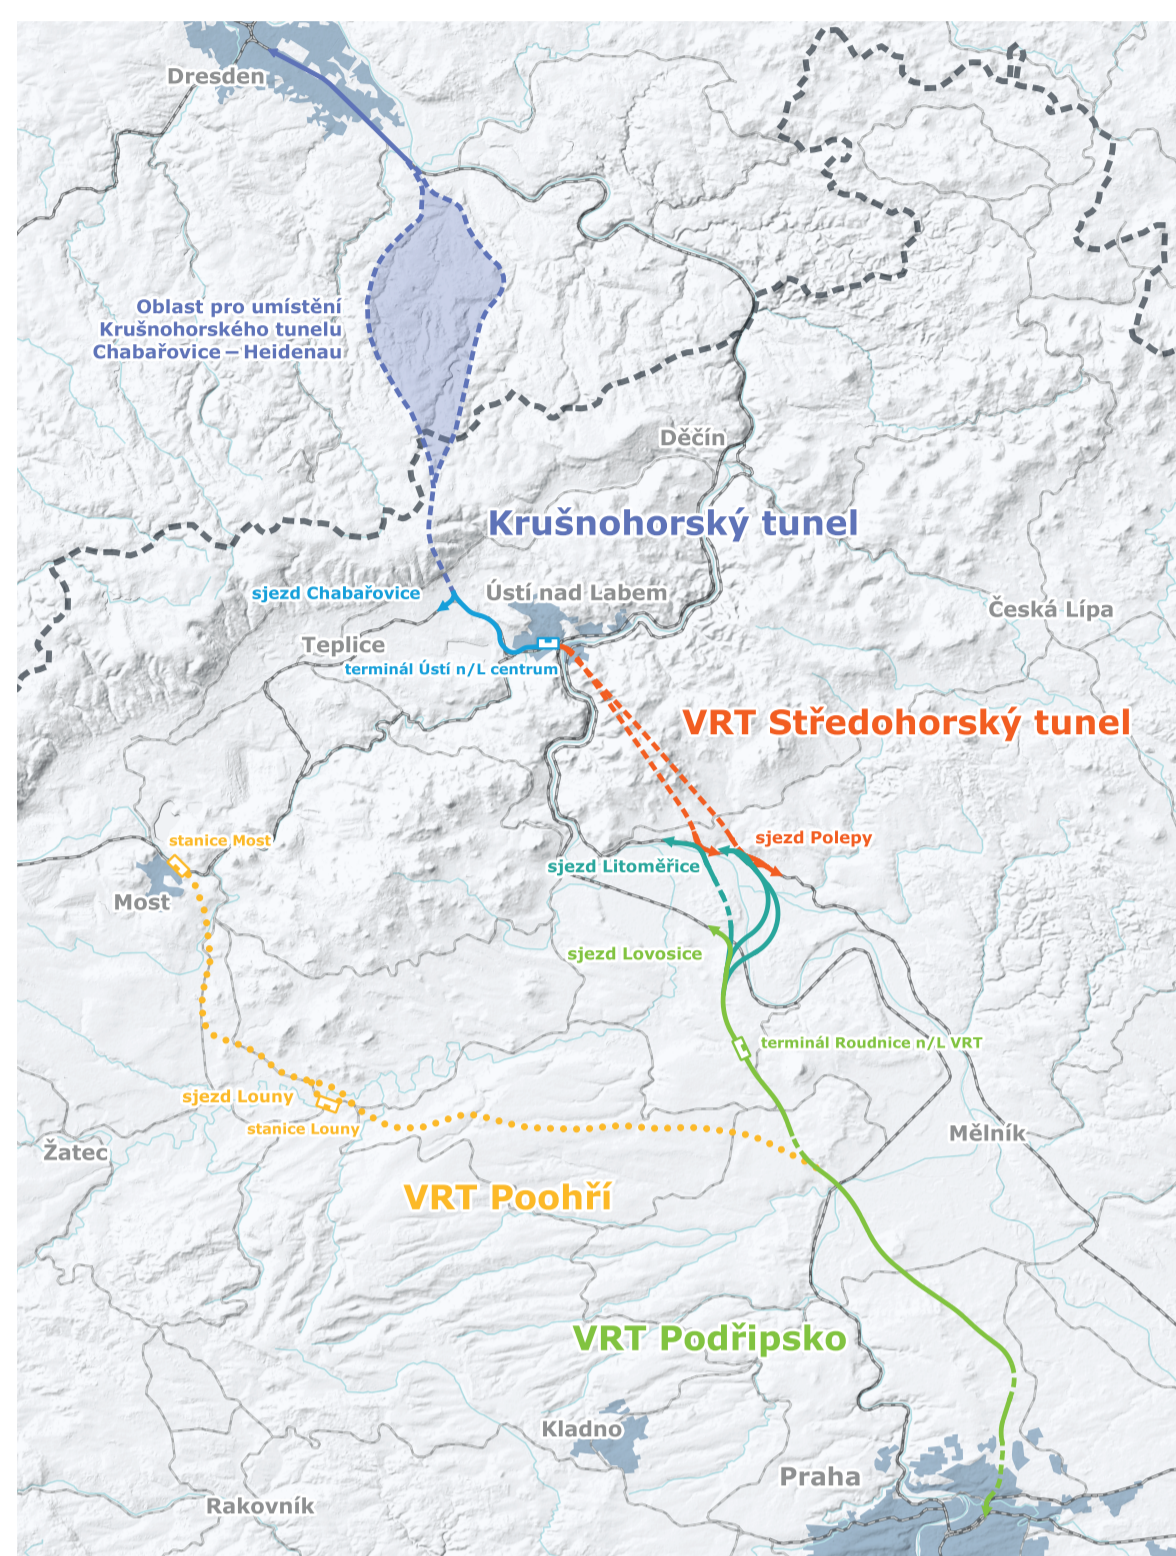 Dresden
Oblast pro umístění
Krušnohorského tunelu
Chabařovice – Heidenau
Děčín
Krušnohorský tunel
sjezd Chabařovice
Ústí nad Labem
Česká Lípa
Teplice
terminál Ústí n/L centrum
VRT Středohorský tunel
stanice Most
sjezd Polepy
sjezd Litoměřice
Most
sjezd Lovosice
terminál Roudnice n/L VRT
sjezd Louny
stanice Louny
Mělník
Žatec
VRT Poohří
VRT Podřipsko
Kladno
Praha
Rakovník